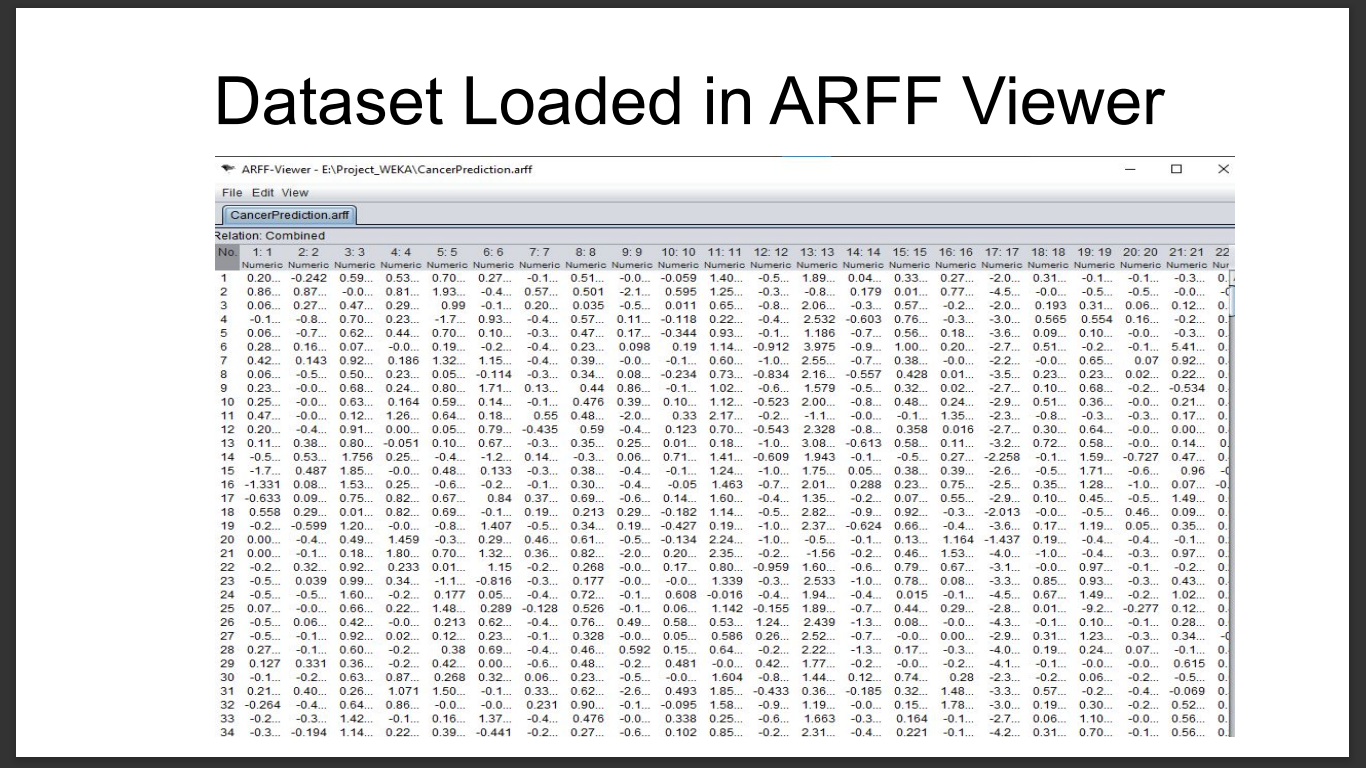 Dataset Loaded in ARFF Viewer
ARFF-Viewer - E:\Project_WEKA\CancerPrediction.arff
File Edit View
CancerPrediction.arff
Relation: Combined
No. 1: 1 2: 2 3: 3 4: 4 5: 5 6: 6 7: 7 8: 8 9: 9 10: 10 11: 11 12: 12 13: 13 14: 14 15: 15 16: 16 17: 17 18: 18 19: 19 20: 20 21: 21 22
Numeric Numeric Numeric Numeric Numeric Numeric Numeric Numeric Numeric Numeric Numeric Numeric Numeric Numeric Numeric Numeric Numeric Numeric Numeric Numeric Numeric Nur
1 0.20... -0.242 0.59... 0.53... 0.70... 0.27... -0.1... 0.51... -0.0... -0.059 1.40... -0.5... 1.89... 0.04... 0.33... 0.27... -2.0... 0.31... -0.1... -0.1... -0.3... 0.
2 0.86... 0.87... -0.0... 0.81... 1.93... -0.4... 0.57... 0.501 -2.1... 0.595 1.25... -0.3... -0.8... 0.179 0.01... 0.77... -4.5... -0.0... -0.5... -0.5... -0.0... -0
3 0.06... 0.27... 0.47... 0.29... 0.99 -0.1... 0.20... 0.035 -0.5... 0.011 0.65... -0.8... 2.06... -0.3... 0.57... -0.2... -2.0... 0.193 0.31... 0.06... 0.12... 0.
4 -0.1... -0.8... 0.70... 0.23... -1.7... 0.93... -0.4... 0.57... 0.11... -0.118 0.22... -0.4... 2.532 -0.603 0.76... -0.3... -3.0... 0.565 0.554 0.16... -0.2... 0.
5 0.06... -0.7... 0.62... 0.44... 0.70... 0.10... -0.3... 0.47... 0.17... -0.344 0.93... -0.1... 1.186 -0.7... 0.56... 0.18... -3.6... 0.09... 0.10... -0.0... -0.3... 0.
6 0.28... 0.16... 0.07... -0.0... 0.19... -0.2... -0.4... 0.23... 0.098 0.19 1.14... -0.912 3.975 -0.9... 1.00... 0.20... -2.7... 0.51... -0.2... -0.1... 5.41... 0.
7 0.42... 0.143 0.92... 0.186 1.32... 1.15... -0.4... 0.39... -0.0... -0.1... 0.60... -1.0... 2.55... -0.7... 0.38... -0.0... -2.2... -0.0... 0.65... 0.07 0.92... 0.
8 0.06... -0.5... 0.50... 0.23... 0.05... -0.114 -0.3... 0.34... 0.08... -0.234 0.73... -0.834 2.16... -0.557 0.428 0.01... -3.5... 0.23... 0.23... 0.02... 0.22... 0.
9 0.23... -0.0... 0.68... 0.24... 0.80... 1.71... 0.13... 0.44 0.86... -0.1... 1.02... -0.6... 1.579 -0.5... 0.32... 0.02... -2.7... 0.10... 0.68... -0.2... -0.534 0.
10 0.25... -0.0... 0.63... 0.164 0.59... 0.14... -0.1... 0.476 0.39... 0.10... 1.12... -0.523 2.00... -0.8... 0.48... 0.24... -2.9... 0.51... 0.36... -0.0... 0.21... 0.
11 0.47... -0.0... 0.12... 1.26... 0.64... 0.18... 0.55 0.48... -2.0... 0.33 2.17... -0.2... -1.1... -0.0... -0.1... 1.35... -2.3... -0.8... -0.3... -0.3... 0.17... 0.
12 0.20... -0.4... 0.91... 0.00... 0.05... 0.79... -0.435 0.59 -0.4... 0.123 0.70... -0.543 2.328 -0.8... 0.358 0.016 -2.7... 0.30... 0.64... -0.0... 0.00... 0.
13 0.11... 0.38... 0.80... -0.051 0.10... 0.67... -0.3... 0.35... 0.25... 0.01... 0.18... -1.0... 3.08... -0.613 0.58... 0.11... -3.2... 0.72... 0.58... -0.0... 0.14... 0.
14 -0.5... 0.53... 1.756 0.25... -0.4... -1.2... 0.14... -0.3... 0.06... 0.71... 1.41... -0.609 1.943 -0.1... -0.5... 0.27... -2.258 -0.1... 1.59... -0.727 0.47... 0.
15 -1.7... 0.487 1.85... -0.0... 0.48... 0.133 -0.3... 0.38... -0.4... -0.1... 1.24... -1.0... 1.75... 0.05... 0.38... 0.39... -2.6... -0.5... 1.71... -0.6... 0.96 -0
16 -1.331 0.08... 1.53... 0.25... -0.6... -0.2... -0.1... 0.30... -0.4... -0.05 1.463 -0.7... 2.01... 0.288 0.23... 0.75... -2.5... 0.35... 1.28... -1.0... 0.07... -0.
17 -0.633 0.09... 0.75... 0.82... 0.67... 0.84 0.37... 0.69... -0.6... 0.14... 1.60... -0.4... 1.35... -0.2... 0.07... 0.55... -2.9... 0.10... 0.45... -0.5... 1.49... 0.
18 0.558 0.29... 0.01... 0.82... 0.69... -0.1... 0.19... 0.213 0.29... -0.182 1.14... -0.5... 2.82... -0.9... 0.92... -0.3... -2.013 -0.0... -0.5... 0.46... 0.09... 0.
19 -0.2... -0.599 1.20... -0.0... -0.8... 1.407 -0.5... 0.34... 0.19... -0.427 0.19... -1.0... 2.37... -0.624 0.66... -0.4... -3.6... 0.17... 1.19... 0.05... 0.35... 0.
20 0.00... -0.4... 0.49... 1.459 -0.3... 0.29... 0.46... 0.61... -0.5... -0.134 2.24... -1.0... -0.5... -0.1... 0.13... 1.164 -1.437 0.19... -0.4... -0.4... -0.1... 0.
21 0.00... -0.1... 0.18... 1.80... 0.70... 1.32... 0.36... 0.82... -2.0... 0.20... 2.35... -0.2... -1.56 -0.2... 0.46... 1.53... -4.0... -1.0... -0.4... -0.3... 0.97... 0.
22 -0.2... 0.32... 0.92... 0.233 0.01... 1.15 -0.2... 0.268 -0.0... 0.17... 0.80... -0.959 1.60... -0.6... 0.79... 0.67... -3.1... -0.0... 0.97... -0.1... -0.2... 0.
23 -0.5... 0.039 0.99... 0.34... -1.1... -0.816 -0.3... 0.177 -0.0... -0.0... 1.339 -0.3... 2.533 -1.0... 0.78... 0.08... -3.3... 0.85... 0.93... -0.3... 0.43... 0.
24 -0.5... -0.5... 1.60... -0.2... 0.177 0.05... -0.4... 0.72... -0.1... 0.608 -0.016 -0.4... 1.94... -0.4... 0.015 -0.1... -4.5... 0.67... 1.49... -0.2... 1.02... 0.
25 0.07... -0.0... 0.66... 0.22... 1.48... 0.289 -0.128 0.526 -0.1... 0.06... 1.142 -0.155 1.89... -0.7... 0.44... 0.29... -2.8... 0.01... -9.2... -0.277 0.12... 0.
26 -0.5... 0.06... 0.42... -0.0... 0.213 0.62... -0.4... 0.76... 0.49... 0.58... 0.53... 1.24... 2.439 -1.3... 0.08... -0.0... -4.3... -0.1... 0.10... -0.1... 0.28... 0.
27 -0.5... -0.1... 0.92... 0.02... 0.12... 0.23... -0.1... 0.328 -0.0... 0.05... 0.586 0.26... 2.52... -0.7... -0.0... 0.00... -2.9... 0.31... 1.23... -0.3... 0.34... -0
28 0.27... -0.1... 0.60... -0.2... 0.38 0.69... -0.4... 0.46... 0.592 0.15... 0.64... -0.2... 2.22... -1.3... 0.17... -0.3... -4.0... 0.19... 0.24... 0.07... -0.1... 0.
29 0.127 0.331 0.36... -0.2... 0.42... 0.00... -0.6... 0.48... -0.2... 0.481 -0.0... 0.42... 1.77... -0.2... -0.0... -0.2... -4.1... -0.1... -0.0... -0.0... 0.615 0.
30 -0.1... -0.2... 0.63... 0.87... 0.268 0.32... 0.06... 0.23... -0.5... -0.0... 1.604 -0.8... 1.44... 0.12... 0.74... 0.28 -2.3... -0.2... 0.06... -0.2... -0.5... 0.
31 0.21... 0.40... 0.26... 1.071 1.50... -0.1... 0.33... 0.62... -2.6... 0.493 1.85... -0.433 0.36... -0.185 0.32... 1.48... -3.3... 0.57... -0.2... -0.4... -0.069 0.
32 -0.264 -0.4... 0.64... 0.86... -0.0... -0.0... 0.231 0.90... -0.1... -0.095 1.58... -0.9... 1.19... -0.0... 0.15... 1.78... -3.0... 0.19... 0.30... -0.2... 0.52... 0.
33 -0.2... -0.3... 1.42... -0.1... 0.16... 1.37... -0.4... 0.476 -0.0... 0.338 0.25... -0.6... 1.663 -0.3... 0.164 -0.1... -2.7... 0.06... 1.10... -0.0... 0.56... 0.
34 -0.3... -0.194 1.14... 0.22... 0.39... -0.441 -0.2... 0.27... -0.6... 0.102 0.85... -0.2... 2.31... -0.4... 0.221 -0.1... -4.2... 0.31... 0.70... -0.1... 0.56... 0.